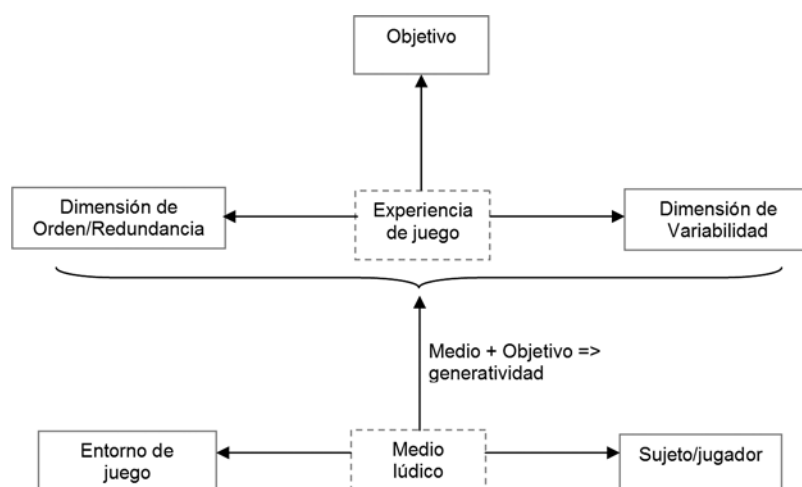 Objetivo
Dimensión de
Orden/Redundancia
Experiencia
de juego
Dimensión de
Variabilidad
Medio + Objetivo =>
generatividad
Entorno de
juego
Medio
lúdico
Sujeto/jugador